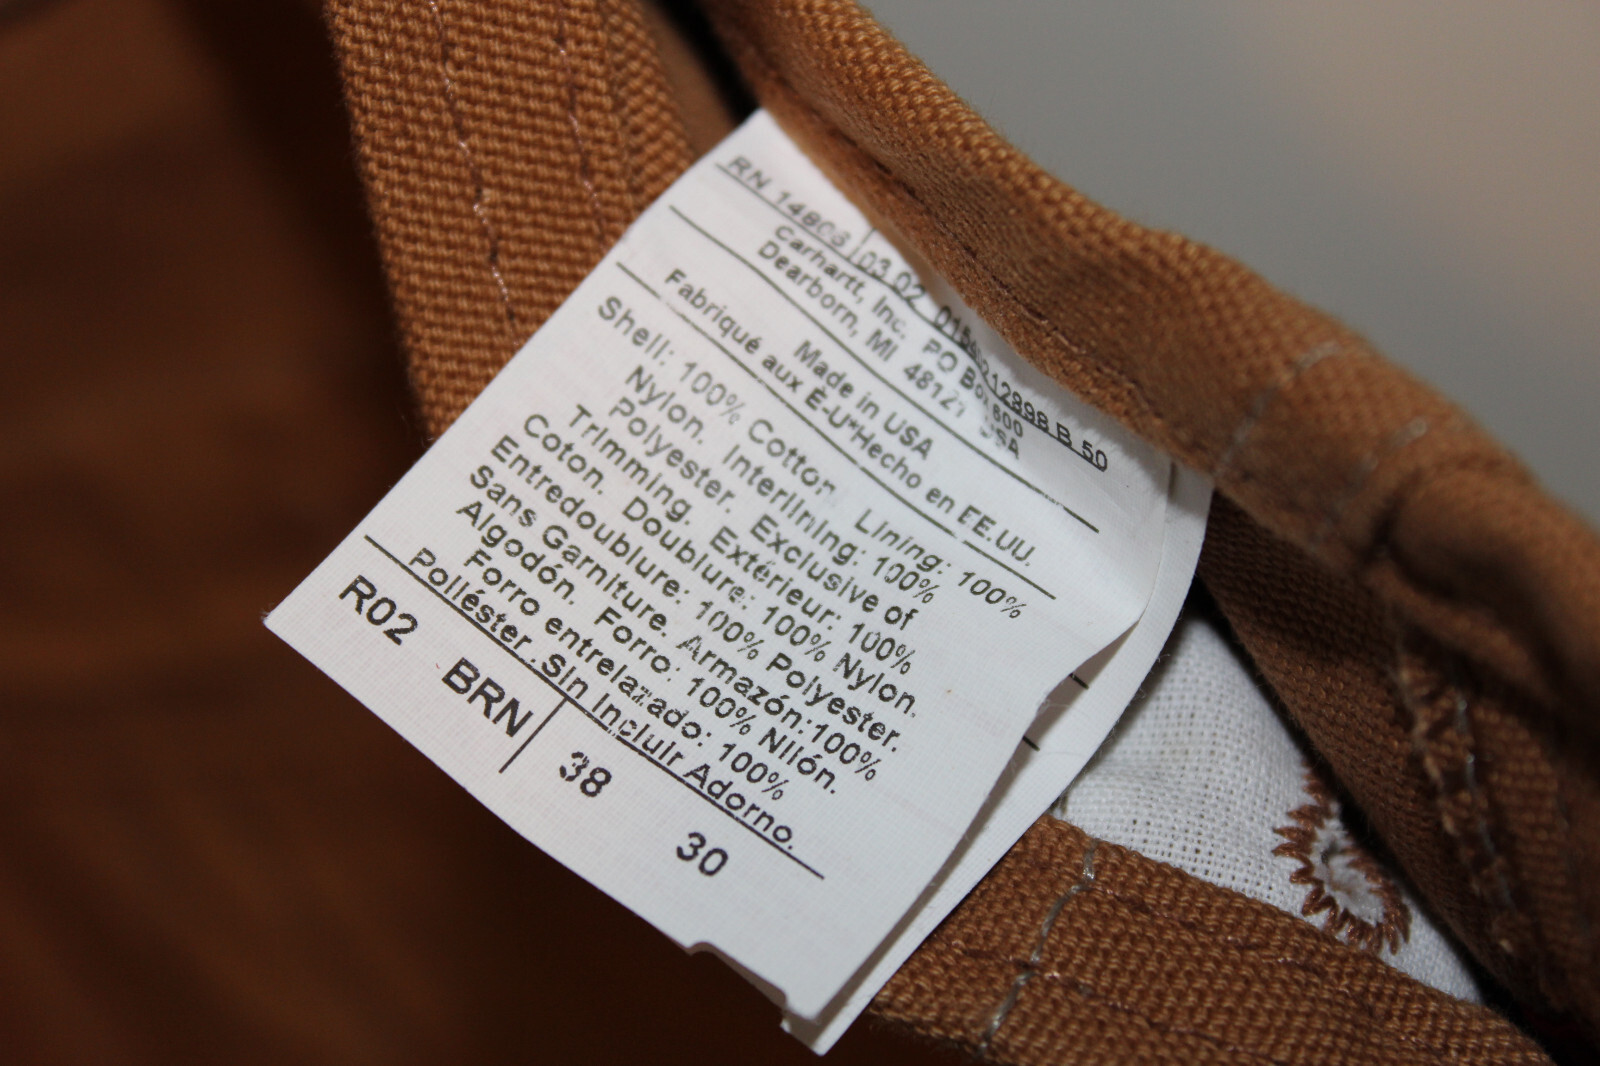 RN 14806 03 02
Carhartt, Inc. PO Box 600
Dearborn, MI 48121 USA
Made in USA
Fabriqué aux É-U*Hecho en EE.UU.
Shell: 100% Cotton Lining: 100%
Nylon. Interlining: 100%
Polyester. Exclusive of
Trimming. Extérieur: 100%
Coton. Doublure: 100% Nylon.
Entredoublure: 100% Polyester.
Sans Garniture. Armazón:100%
Algodón. Forro: 100% Nilón.
Forro entrelazado: 100%
Poliéster.Sin Incluir Adorno.
R02 BRN 38 30